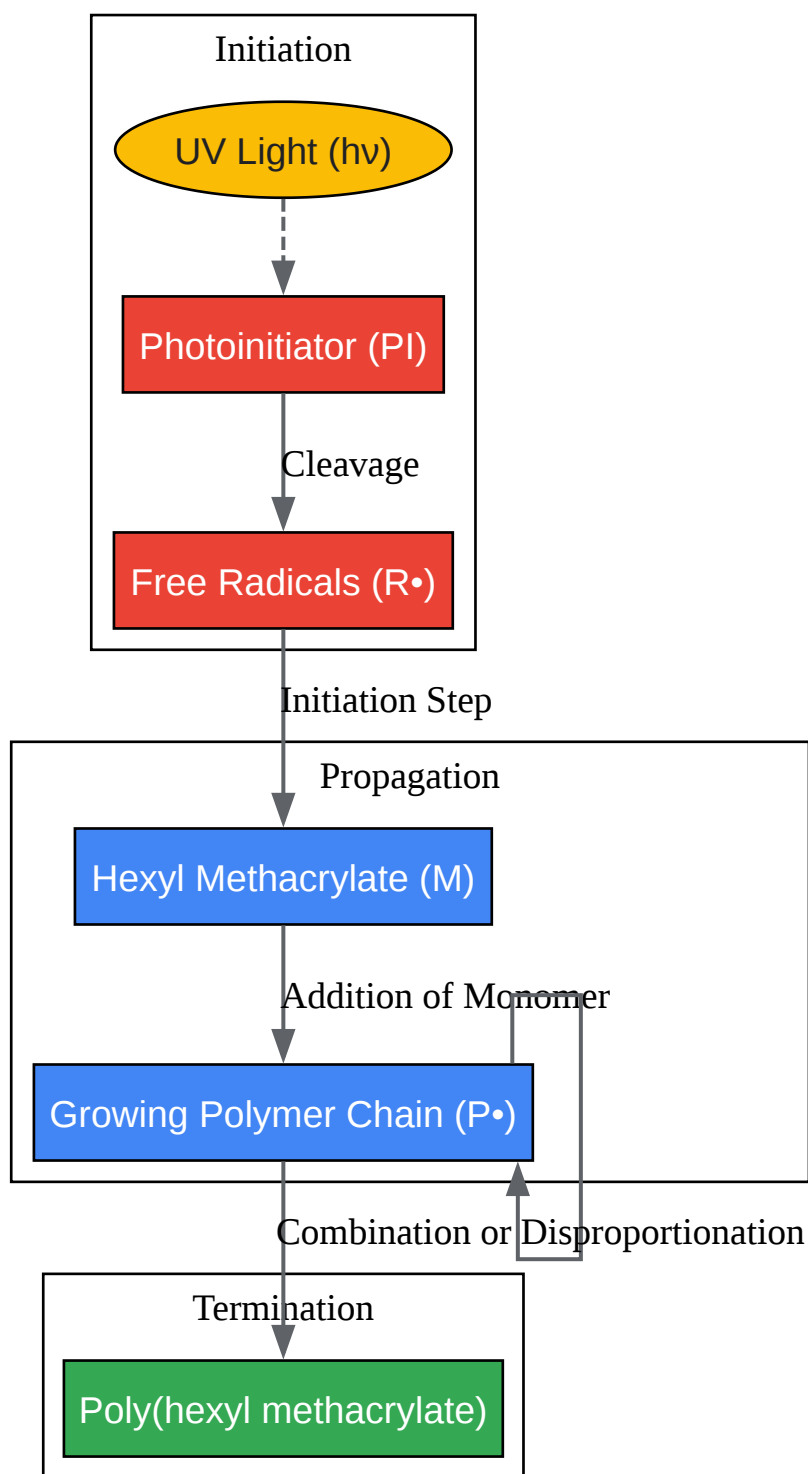 Initiation
UV Light (hν)
Photoinitiator (PI)
Cleavage
Free Radicals (R•)
Initiation Step
Propagation
Hexyl Methacrylate (M)
Addition of Monomer
Growing Polymer Chain (P•)
Combination or Disproportionation
Termination
Poly(hexyl methacrylate)